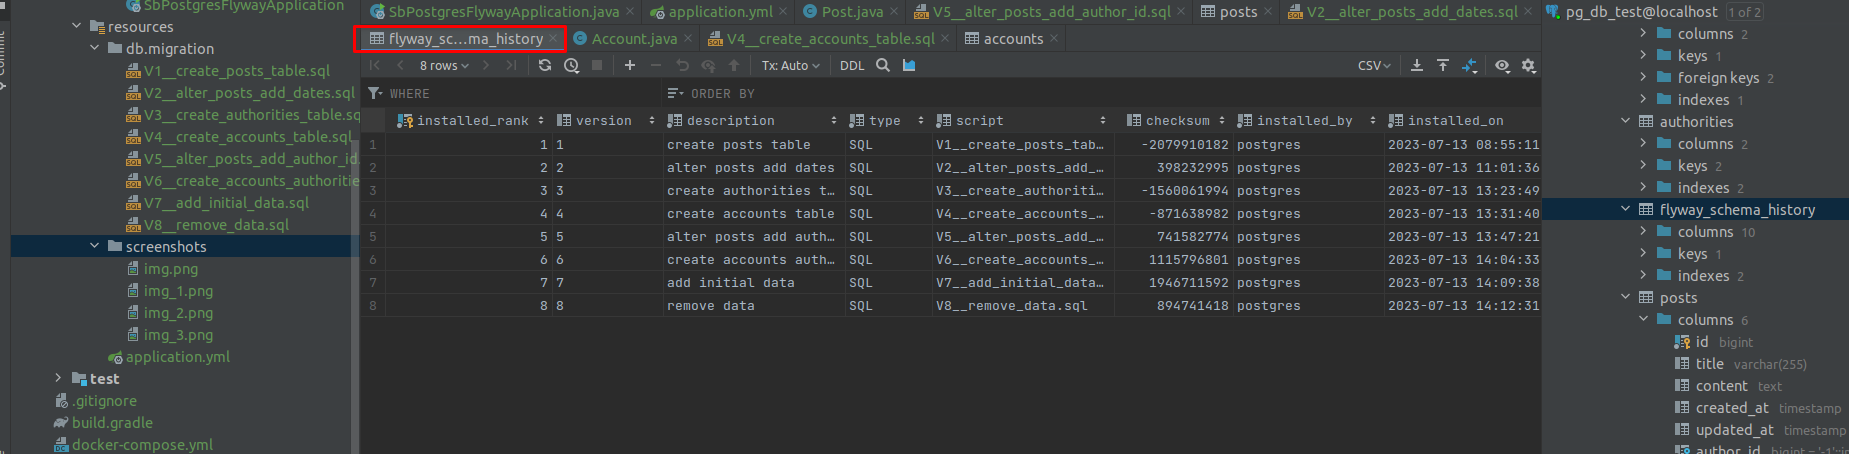 SbPostgresFlywayApplication
resources
db.migration
V1__create_posts_table.sql
V2__alter_posts_add_dates.sql
V3__create_authorities_table.sq
V4__create_accounts_table.sql
V5__alter_posts_add_author_id.
V6__create_accounts_authoritie
V7__add_initial_data.sql
V8__remove_data.sql
screenshots
img.png
img_1.png
img_2.png
img_3.png
application.yml
test
.gitignore
build.gradle
docker-compose.yml
Commit
SbPostgresFlywayApplication.java application.yml Post.java V5__alter_posts_add_author_id.sql posts V2__alter_posts_add_dates.sql
flyway_sc…ma_history Account.java V4__create_accounts_table.sql accounts
8 rows Tx: Auto DDL CSV
WHERE ORDER BY
installed_rank version description type script checksum installed_by installed_on
1 1 1 create posts table SQL V1__create_posts_tab… -2079910182 postgres 2023-07-13 08:55:11
2 2 2 alter posts add dates SQL V2__alter_posts_add_… 398232995 postgres 2023-07-13 11:01:36
3 3 3 create authorities t… SQL V3__create_authoriti… -1560061994 postgres 2023-07-13 13:23:49
4 4 4 create accounts table SQL V4__create_accounts_… -871638982 postgres 2023-07-13 13:31:40
5 5 5 alter posts add auth… SQL V5__alter_posts_add_… 741582774 postgres 2023-07-13 13:47:21
6 6 6 create accounts auth… SQL V6__create_accounts_… 1115796801 postgres 2023-07-13 14:04:33
7 7 7 add initial data SQL V7__add_initial_data… 1946711592 postgres 2023-07-13 14:09:38
8 8 8 remove data SQL V8__remove_data.sql 894741418 postgres 2023-07-13 14:12:31
pg_db_test@localhost 1 of 2
columns 2
keys 1
foreign keys 2
indexes 1
authorities
columns 2
keys 2
indexes 2
flyway_schema_history
columns 10
keys 1
indexes 2
posts
columns 6
id bigint
title varchar(255)
content text
created_at timestamp
updated_at timestamp
author_id bigint = '-1'::in